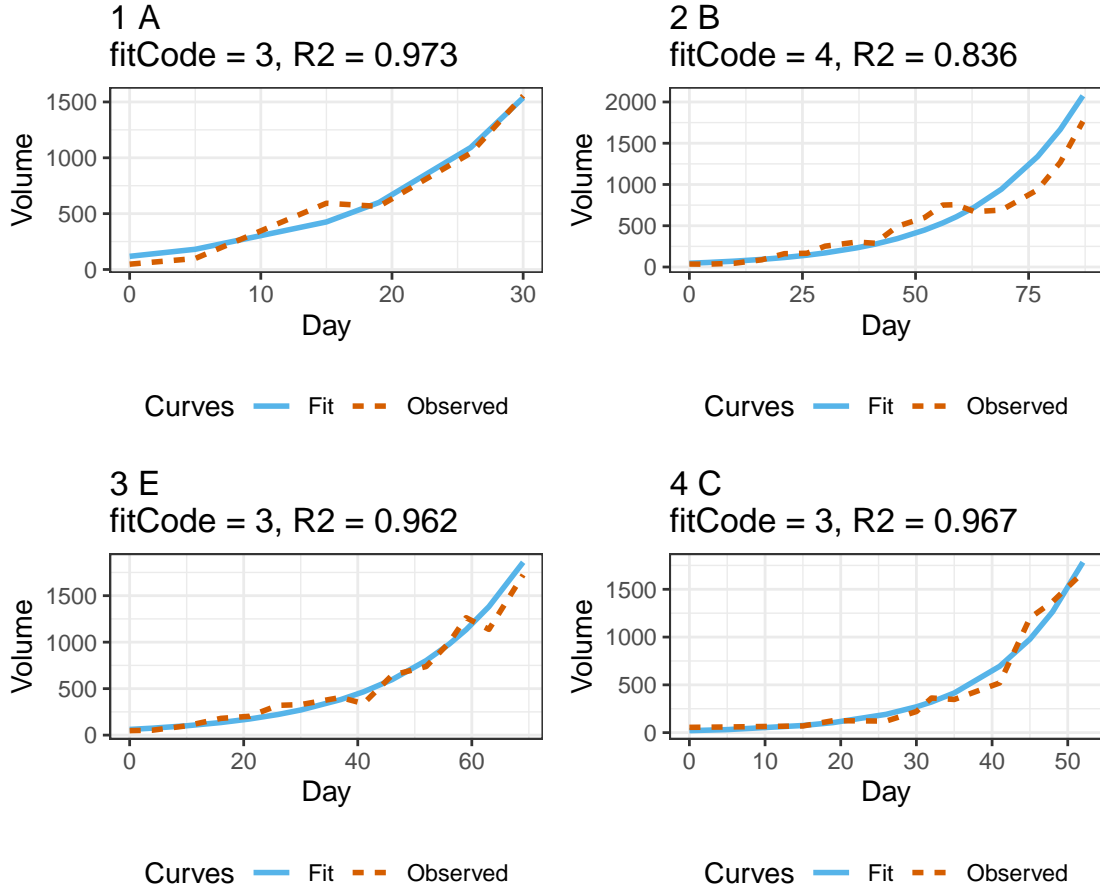 1 A
fitCode = 3, R2 = 0.973
Volume
1500
1000
500
0
0 10 20 30
Day
Curves Fit Observed
2 B
fitCode = 4, R2 = 0.836
Volume
2000
1500
1000
500
0
0 25 50 75
Day
Curves Fit Observed
3 E
fitCode = 3, R2 = 0.962
Volume
1500
1000
500
0
0 20 40 60
Day
Curves Fit Observed
4 C
fitCode = 3, R2 = 0.967
Volume
1500
1000
500
0
0 10 20 30 40 50
Day
Curves Fit Observed